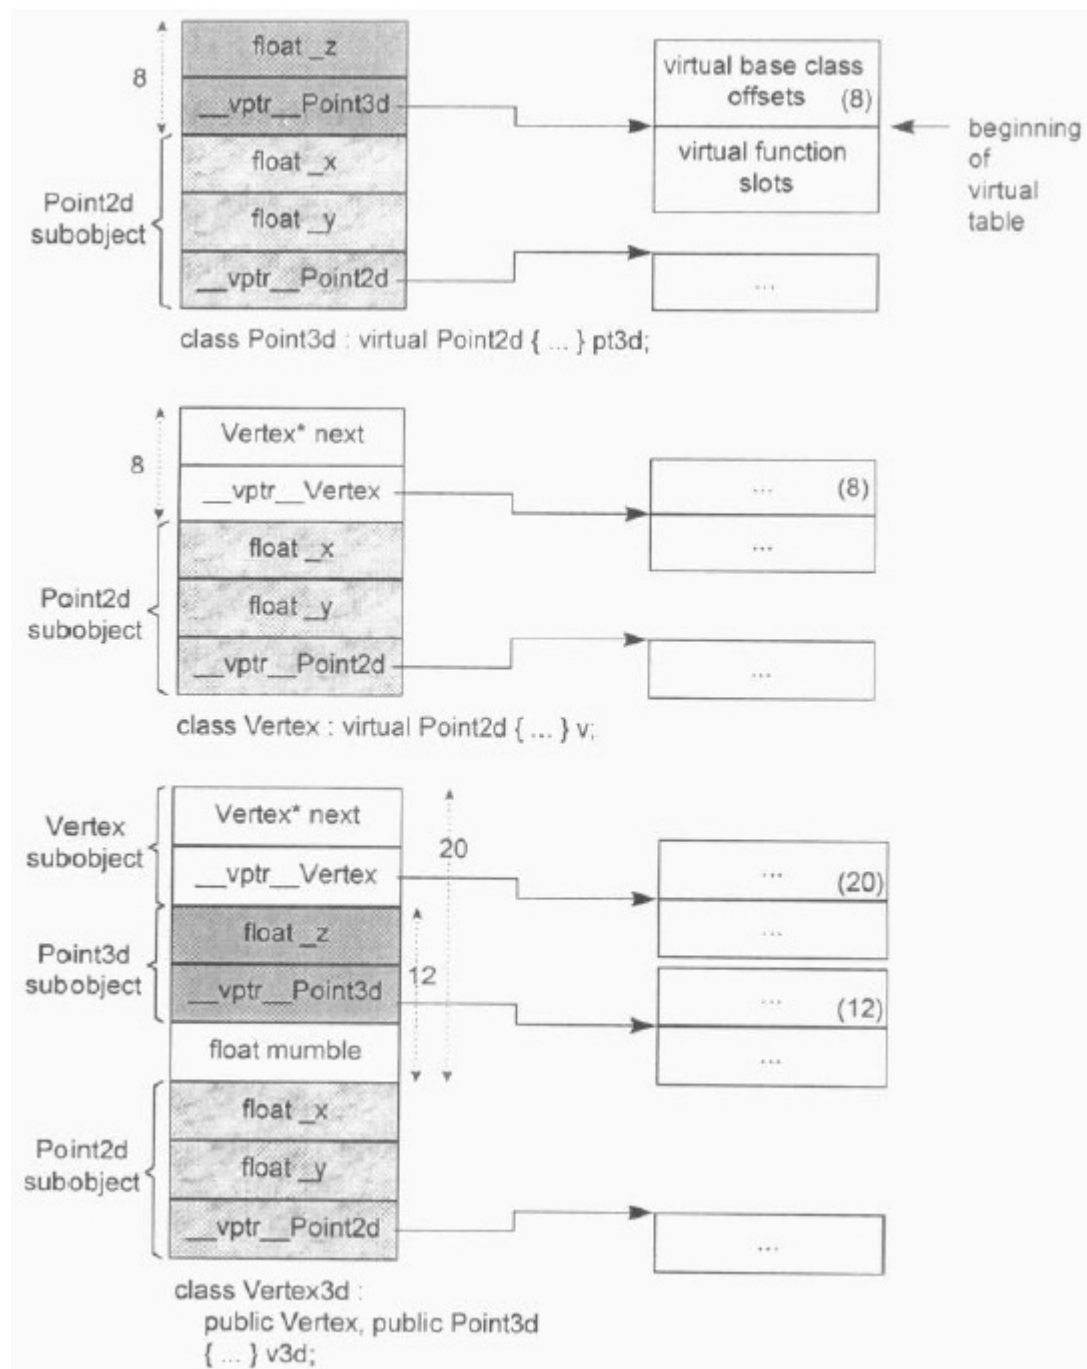 float _z
8
__vptr__Point3d
float _x
Point2d
subobject
float _y
__vptr__Point2d
virtual base class
offsets (8)
virtual function
slots
beginning
of
virtual
table
...
class Point3d : virtual Point2d { ... } pt3d;
Vertex* next
8
__vptr__Vertex
float _x
Point2d
subobject
float _y
__vptr__Point2d
... (8)
...
...
class Vertex : virtual Point2d { ... } v;
Vertex
subobject
Vertex* next
__vptr__Vertex
20
Point3d
subobject
float _z
__vptr__Point3d
12
float mumble
Point2d
subobject
float _x
float _y
__vptr__Point2d
... (20)
...
... (12)
...
...
class Vertex3d :
public Vertex, public Point3d
{ ... } v3d;